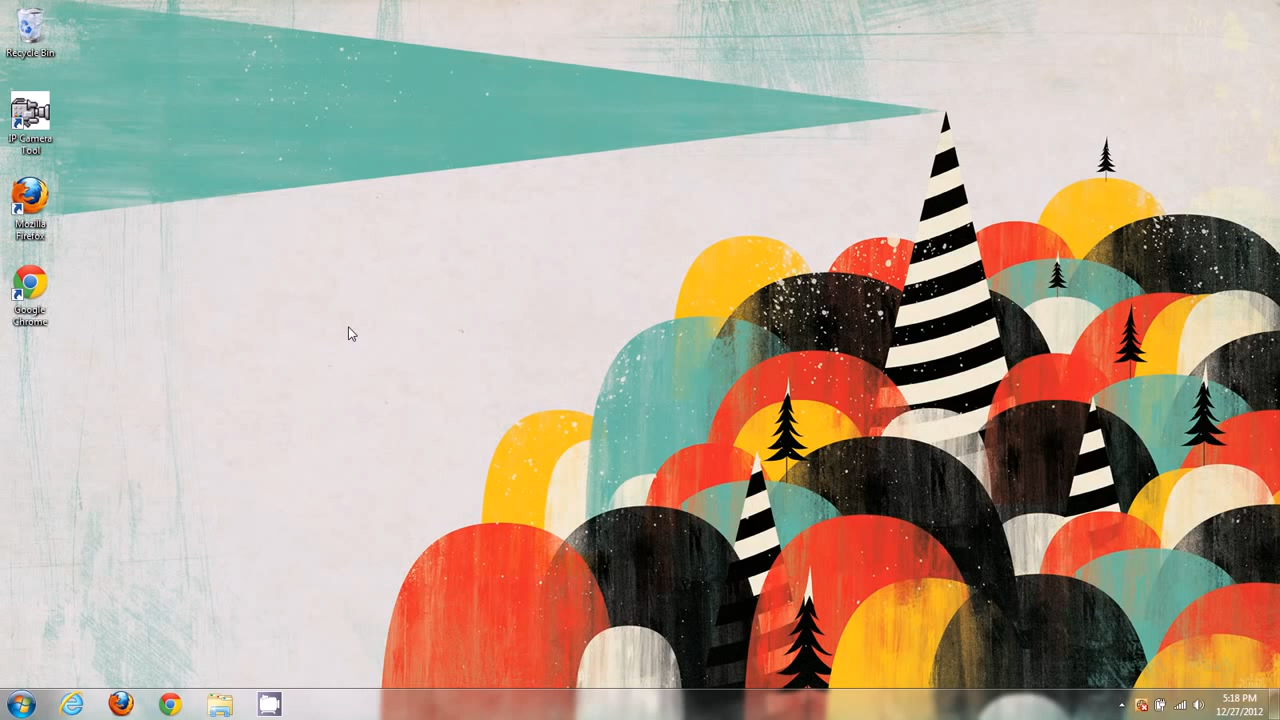 Recycle Bin
IP Camera
Tool
Mozilla
Firefox
Google
Chrome
5:18 PM
12/27/2012